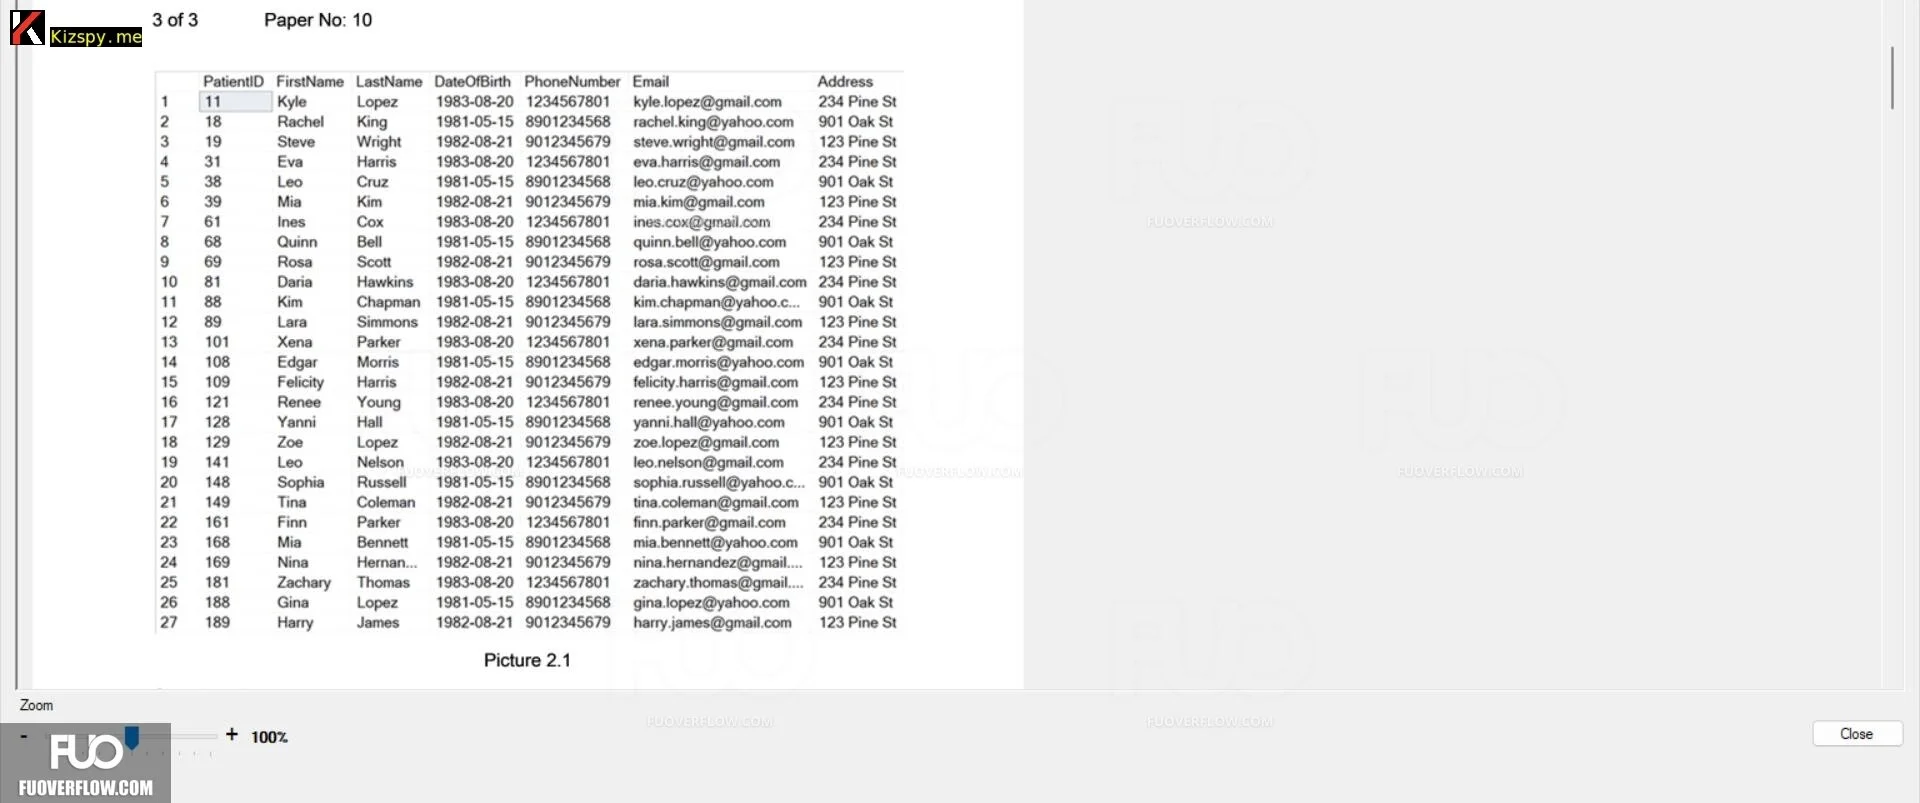 Kizspy.me
3 of 3 Paper No: 10
PatientID FirstName LastName DateOfBirth PhoneNumber Email Address
1 11 Kyle Lopez 1983-08-20 1234567801 kyle.lopez@gmail.com 234 Pine St
2 18 Rachel King 1981-05-15 8901234568 rachel.king@yahoo.com 901 Oak St
3 19 Steve Wright 1982-08-21 9012345679 steve.wright@gmail.com 123 Pine St
4 31 Eva Harris 1983-08-20 1234567801 eva.harris@gmail.com 234 Pine St
5 38 Leo Cruz 1981-05-15 8901234568 leo.cruz@yahoo.com 901 Oak St
6 39 Mia Kim 1982-08-21 9012345679 mia.kim@gmail.com 123 Pine St
7 61 Ines Cox 1983-08-20 1234567801 ines.cox@gmail.com 234 Pine St
8 68 Quinn Bell 1981-05-15 8901234568 quinn.bell@yahoo.com 901 Oak St
9 69 Rosa Scott 1982-08-21 9012345679 rosa.scott@gmail.com 123 Pine St
10 81 Daria Hawkins 1983-08-20 1234567801 daria.hawkins@gmail.com 234 Pine St
11 88 Kim Chapman 1981-05-15 8901234568 kim.chapman@yahoo.c... 901 Oak St
12 89 Lara Simmons 1982-08-21 9012345679 lara.simmons@gmail.com 123 Pine St
13 101 Xena Parker 1983-08-20 1234567801 xena.parker@gmail.com 234 Pine St
14 108 Edgar Morris 1981-05-15 8901234568 edgar.morris@yahoo.com 901 Oak St
15 109 Felicity Harris 1982-08-21 9012345679 felicity.harris@gmail.com 123 Pine St
16 121 Renee Young 1983-08-20 1234567801 renee.young@gmail.com 234 Pine St
17 128 Yanni Hall 1981-05-15 8901234568 yanni.hall@yahoo.com 901 Oak St
18 129 Zoe Lopez 1982-08-21 9012345679 zoe.lopez@gmail.com 123 Pine St
19 141 Leo Nelson 1983-08-20 1234567801 leo.nelson@gmail.com 234 Pine St
20 148 Sophia Russell 1981-05-15 8901234568 sophia.russell@yahoo.c... 901 Oak St
21 149 Tina Coleman 1982-08-21 9012345679 tina.coleman@gmail.com 123 Pine St
22 161 Finn Parker 1983-08-20 1234567801 finn.parker@gmail.com 234 Pine St
23 168 Mia Bennett 1981-05-15 8901234568 mia.bennett@yahoo.com 901 Oak St
24 169 Nina Hernan... 1982-08-21 9012345679 nina.hernandez@gmail.... 123 Pine St
25 181 Zachary Thomas 1983-08-20 1234567801 zachary.thomas@gmail.... 234 Pine St
26 188 Gina Lopez 1981-05-15 8901234568 gina.lopez@yahoo.com 901 Oak St
27 189 Harry James 1982-08-21 9012345679 harry.james@gmail.com 123 Pine St
Picture 2.1
FUO
FUOVERFLOW.COM
FUO
FUOVERFLOW.COM
FUOVERFLOW.COM
FUO
FUOVERFLOW.COM
FUO
FUOVERFLOW.COM
FUO
FUOVERFLOW.COM
Zoom
- + 100%
Close
FUO
FUOVERFLOW.COM